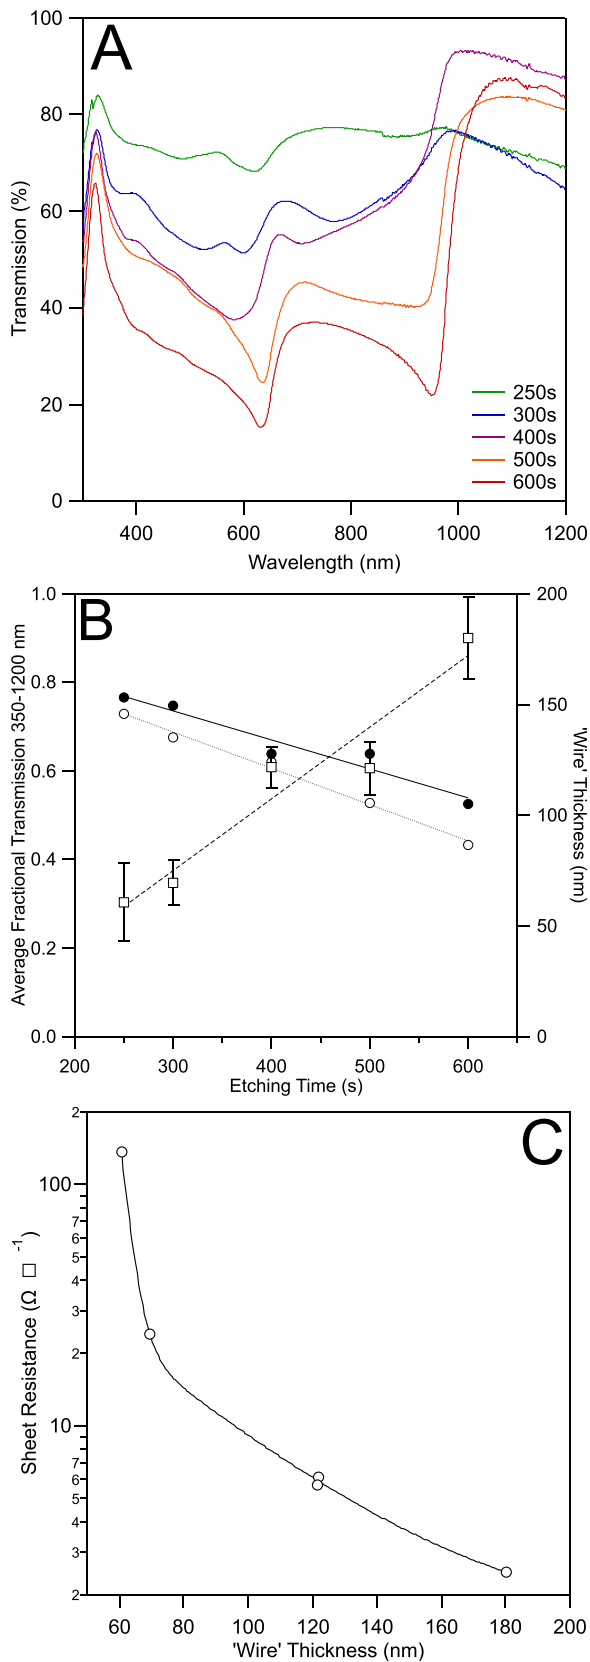 A
100
80
60
40
20
0
Transmission (%)
250s
300s
400s
500s
600s
400 600 800 1000 1200
Wavelength (nm)
B
1.0
0.8
0.6
0.4
0.2
0.0
Average Fractional Transmission 350-1200 nm
200
150
100
50
0
'Wire' Thickness (nm)
200 300 400 500 600
Etching Time (s)
C
2
100
7
6
5
4
3
2
10
7
6
5
4
3
2
Sheet Resistance (Ω □ -1)
60 80 100 120 140 160 180 200
'Wire' Thickness (nm)